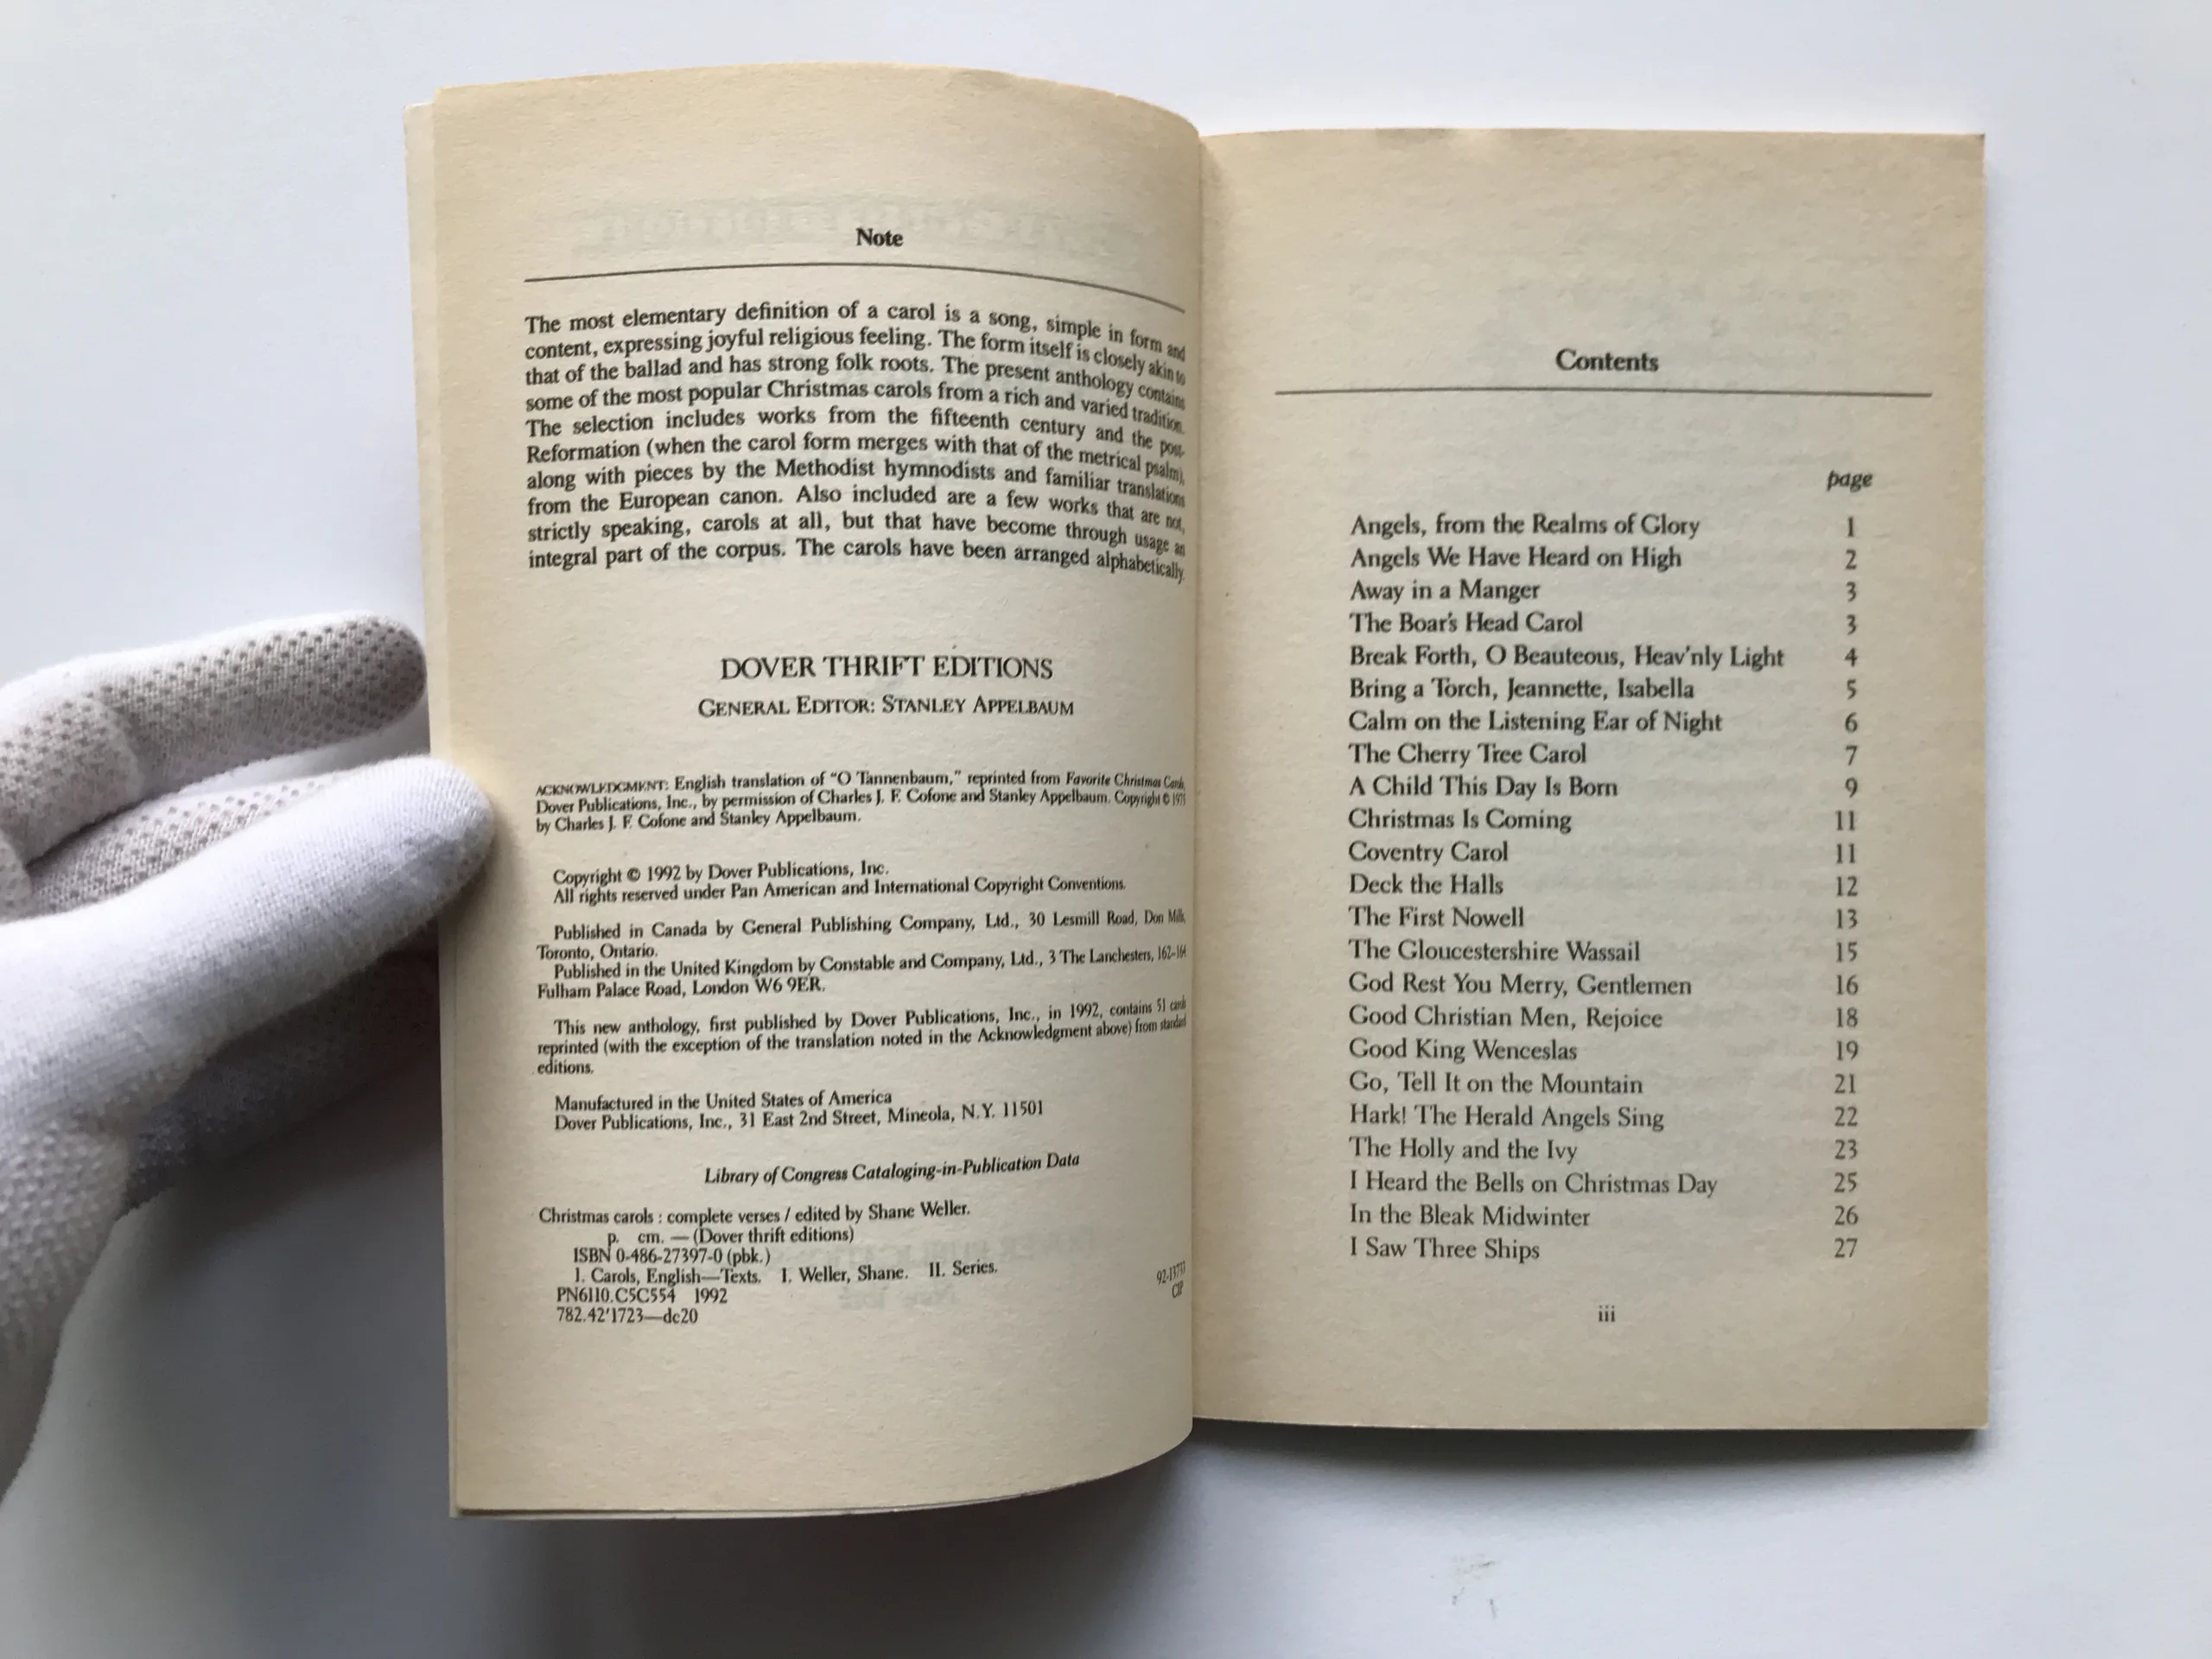 Note
The most elementary definition of a carol is a song, simple in form and
content, expressing joyful religious feeling. The form itself is closely akin to
that of the ballad and has strong folk roots. The present anthology contains
some of the most popular Christmas carols from a rich and varied tradition.
The selection includes works from the fifteenth century and the post-
Reformation (when the carol form merges with that of the metrical psalm),
along with pieces by the Methodist hymnodists and familiar translations
from the European canon. Also included are a few works that are not,
strictly speaking, carols at all, but that have become through usage an
integral part of the corpus. The carols have been arranged alphabetically.
DOVER THRIFT EDITIONS
GENERAL EDITOR: STANLEY APPELBAUM
ACKNOWLEDGMENT: English translation of "O Tannenbaum," reprinted from Favorite Christmas Carols,
Dover Publications, Inc., by permission of Charles J. F. Cofone and Stanley Appelbaum. Copyright ©
by Charles J. F. Cofone and Stanley Appelbaum.
Copyright © 1992 by Dover Publications, Inc.
All rights reserved under Pan American and International Copyright Conventions.
Published in Canada by General Publishing Company, Ltd., 30 Lesmill Road, Don Mills,
Toronto, Ontario.
Published in the United Kingdom by Constable and Company, Ltd., 3 The Lanchesters, 162–164
Fulham Palace Road, London W6 9ER.
This new anthology, first published by Dover Publications, Inc., in 1992, contains 51 carols
reprinted (with the exception of the translation noted in the Acknowledgment above) from standard
editions.
Manufactured in the United States of America
Dover Publications, Inc., 31 East 2nd Street, Mineola, N.Y. 11501
Library of Congress Cataloging-in-Publication Data
Christmas carols : complete verses / edited by Shane Weller.
p. cm. — (Dover thrift editions)
ISBN 0-486-27397-0 (pbk.)
1. Carols, English—Texts. I. Weller, Shane. II. Series.
PN6110.C5C554 1992
782.42'1723—dc20
CIP
Contents
page
Angels, from the Realms of Glory 1
Angels We Have Heard on High 2
Away in a Manger 3
The Boar's Head Carol 3
Break Forth, O Beauteous, Heav'nly Light 4
Bring a Torch, Jeannette, Isabella 5
Calm on the Listening Ear of Night 6
The Cherry Tree Carol 7
A Child This Day Is Born 9
Christmas Is Coming 11
Coventry Carol 11
Deck the Halls 12
The First Nowell 13
The Gloucestershire Wassail 15
God Rest You Merry, Gentlemen 16
Good Christian Men, Rejoice 18
Good King Wenceslas 19
Go, Tell It on the Mountain 21
Hark! The Herald Angels Sing 22
The Holly and the Ivy 23
I Heard the Bells on Christmas Day 25
In the Bleak Midwinter 26
I Saw Three Ships 27
iii